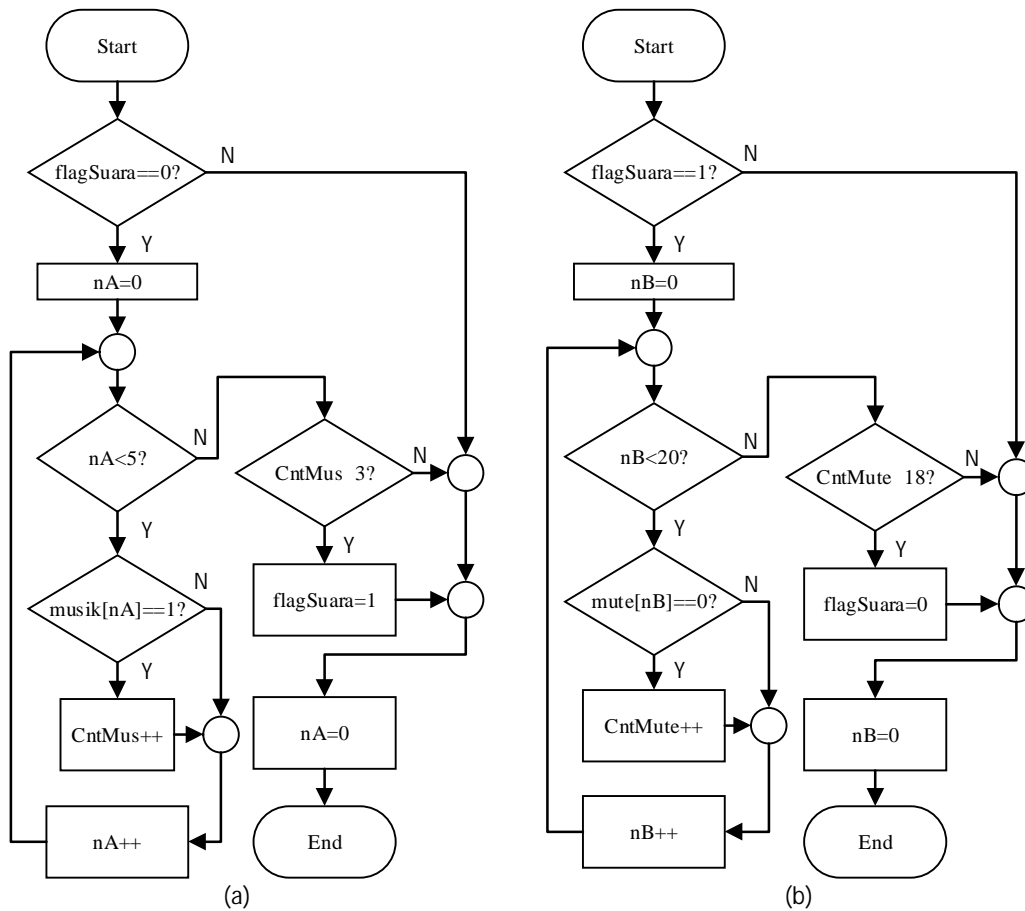 Start
flagSuara==0?
N
Y
nA=0
nA<5?
N
CntMus 3?
N
Y
Y
musik[nA]==1?
N
flagSuara=1
Y
CntMus++
nA=0
nA++
End
(a)
Start
flagSuara==1?
N
Y
nB=0
nB<20?
N
CntMute 18?
N
Y
Y
mute[nB]==0?
N
flagSuara=0
Y
CntMute++
nB=0
nB++
End
(b)